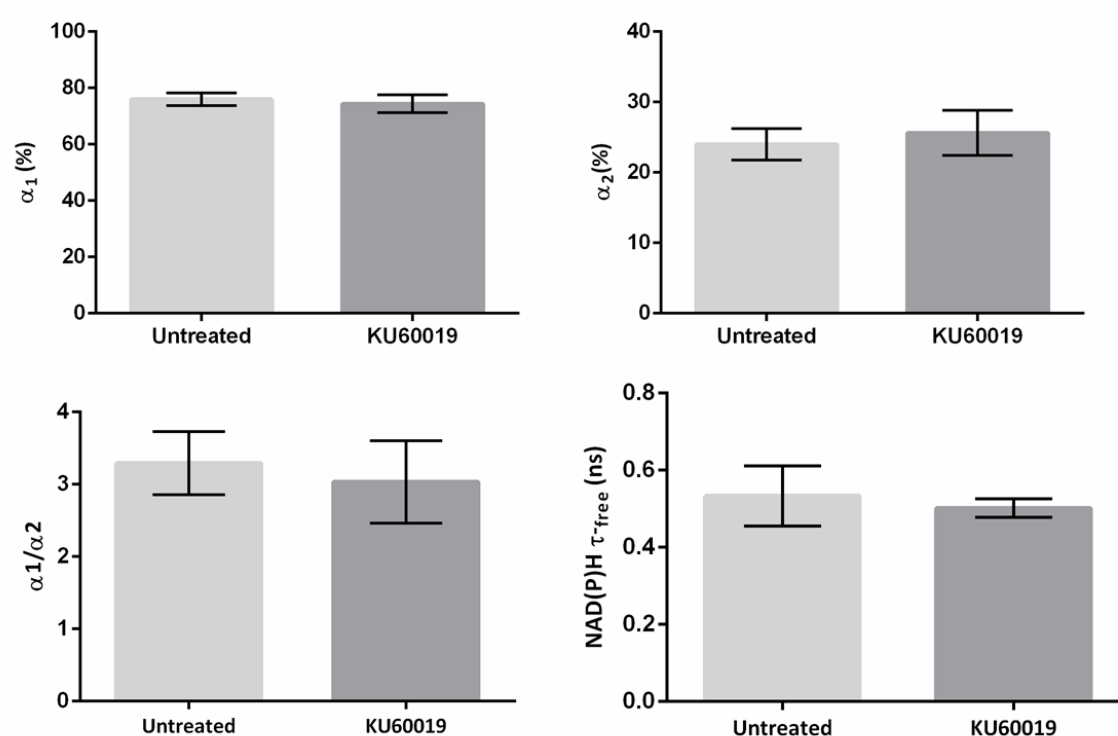 100
80
60
40
20
0
α1 (%)
Untreated
KU60019
40
30
20
10
0
α2(%)
Untreated
KU60019
4
3
2
1
0
α1/α2
Untreated
KU60019
0.8
0.6
0.4
0.2
0.0
NAD(P)H τ-free (ns)
Untreated
KU60019